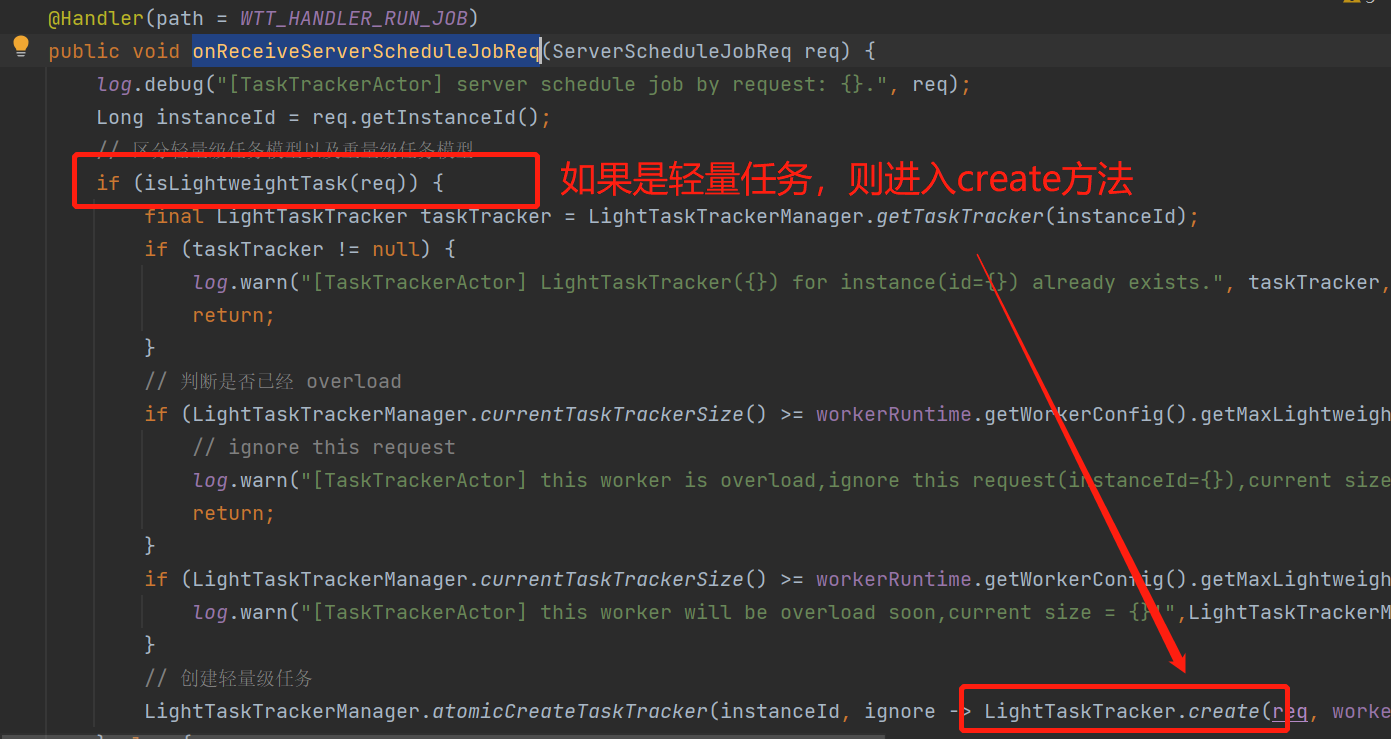 @Handler(path = WTT_HANDLER_RUN_JOB)
public void onReceiveServerScheduleJobReq(ServerScheduleJobReq req) {
log.debug("[TaskTrackerActor] server schedule job by request: {}.", req);
Long instanceId = req.getInstanceId();
// 区分轻量级任务模型以及重量级任务模型
if (isLightweightTask(req)) {
如果是轻量任务，则进入create方法
final LightTaskTracker taskTracker = LightTaskTrackerManager.getTaskTracker(instanceId);
if (taskTracker != null) {
log.warn("[TaskTrackerActor] LightTaskTracker({}) for instance(id={}) already exists.", taskTracker,
return;
}
// 判断是否已经 overload
if (LightTaskTrackerManager.currentTaskTrackerSize() >= workerRuntime.getWorkerConfig().getMaxLightweigh
// ignore this request
log.warn("[TaskTrackerActor] this worker is overload,ignore this request(instanceId={}),current size
return;
}
if (LightTaskTrackerManager.currentTaskTrackerSize() >= workerRuntime.getWorkerConfig().getMaxLightweigh
log.warn("[TaskTrackerActor] this worker will be overload soon,current size = {}!",LightTaskTrackerM
}
// 创建轻量级任务
LightTaskTrackerManager.atomicCreateTaskTracker(instanceId, ignore -> LightTaskTracker.create(req, worke